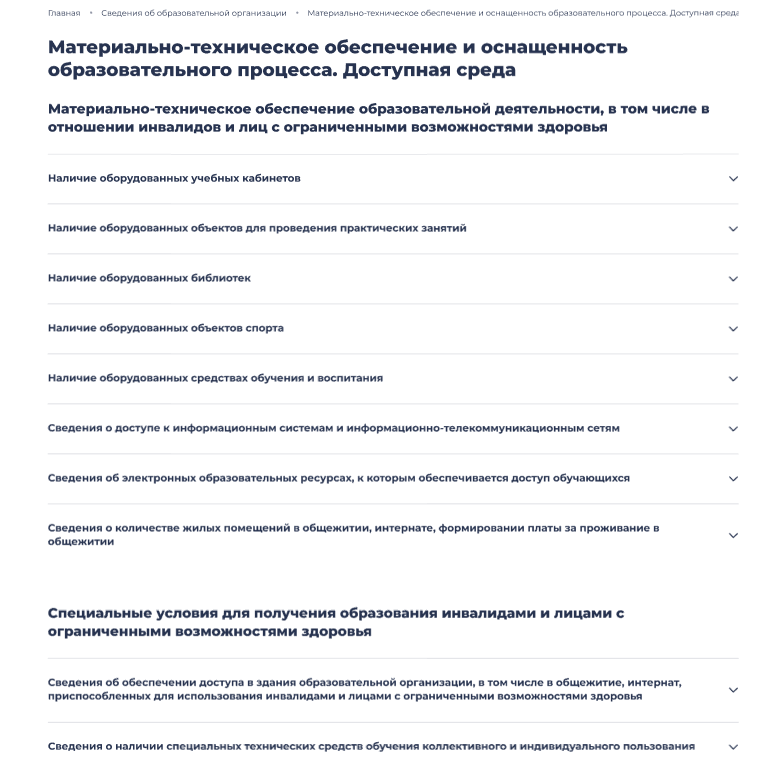 Главная • Сведения об образовательной организации • Материально-техническое обеспечение и оснащенность образовательного процесса. Доступная среда
Материально-техническое обеспечение и оснащенность
образовательного процесса. Доступная среда
Материально-техническое обеспечение образовательной деятельности, в том числе в
отношении инвалидов и лиц с ограниченными возможностями здоровья
Наличие оборудованных учебных кабинетов
Наличие оборудованных объектов для проведения практических занятий
Наличие оборудованных библиотек
Наличие оборудованных объектов спорта
Наличие оборудованных средствах обучения и воспитания
Сведения о доступе к информационным системам и информационно-телекоммуникационным сетям
Сведения об электронных образовательных ресурсах, к которым обеспечивается доступ обучающихся
Сведения о количестве жилых помещений в общежитии, интернате, формировании платы за проживание в
общежитии
Специальные условия для получения образования инвалидами и лицами с
ограниченными возможностями здоровья
Сведения об обеспечении доступа в здания образовательной организации, в том числе в общежитие, интернат,
приспособленных для использования инвалидами и лицами с ограниченными возможностями здоровья
Сведения о наличии специальных технических средств обучения коллективного и индивидуального пользования